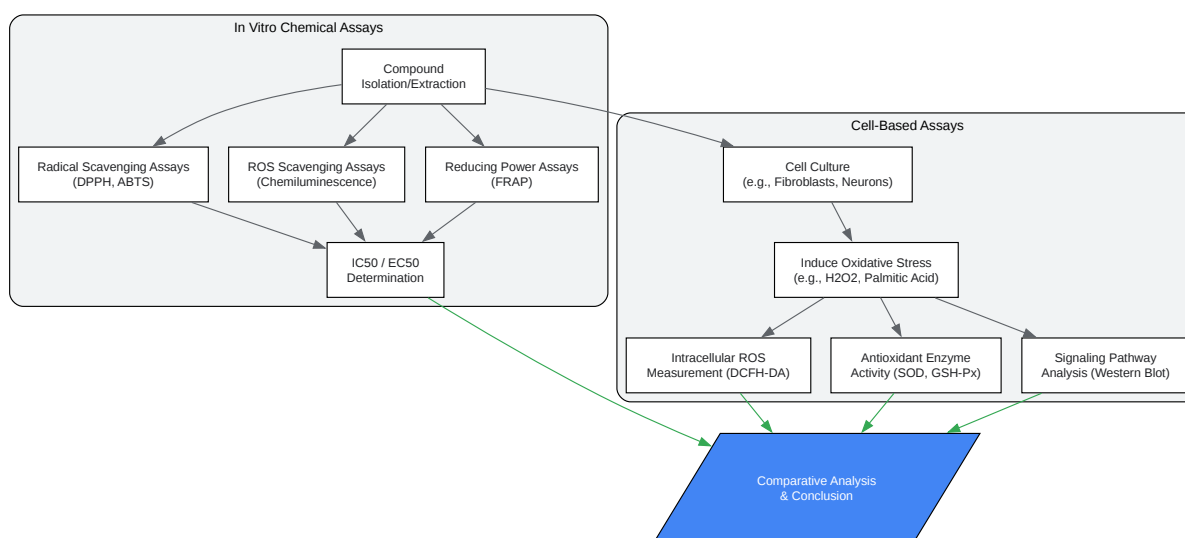 In Vitro Chemical Assays
Compound
Isolation/Extraction
Cell-Based Assays
Radical Scavenging Assays
(DPPH, ABTS)
ROS Scavenging Assays
(Chemiluminescence)
Reducing Power Assays
(FRAP)
Cell Culture
(e.g., Fibroblasts, Neurons)
IC50 / EC50
Determination
Induce Oxidative Stress
(e.g., H2O2, Palmitic Acid)
Intracellular ROS
Measurement (DCFH-DA)
Antioxidant Enzyme
Activity (SOD, GSH-Px)
Signaling Pathway
Analysis (Western Blot)
Comparative Analysis
& Conclusion